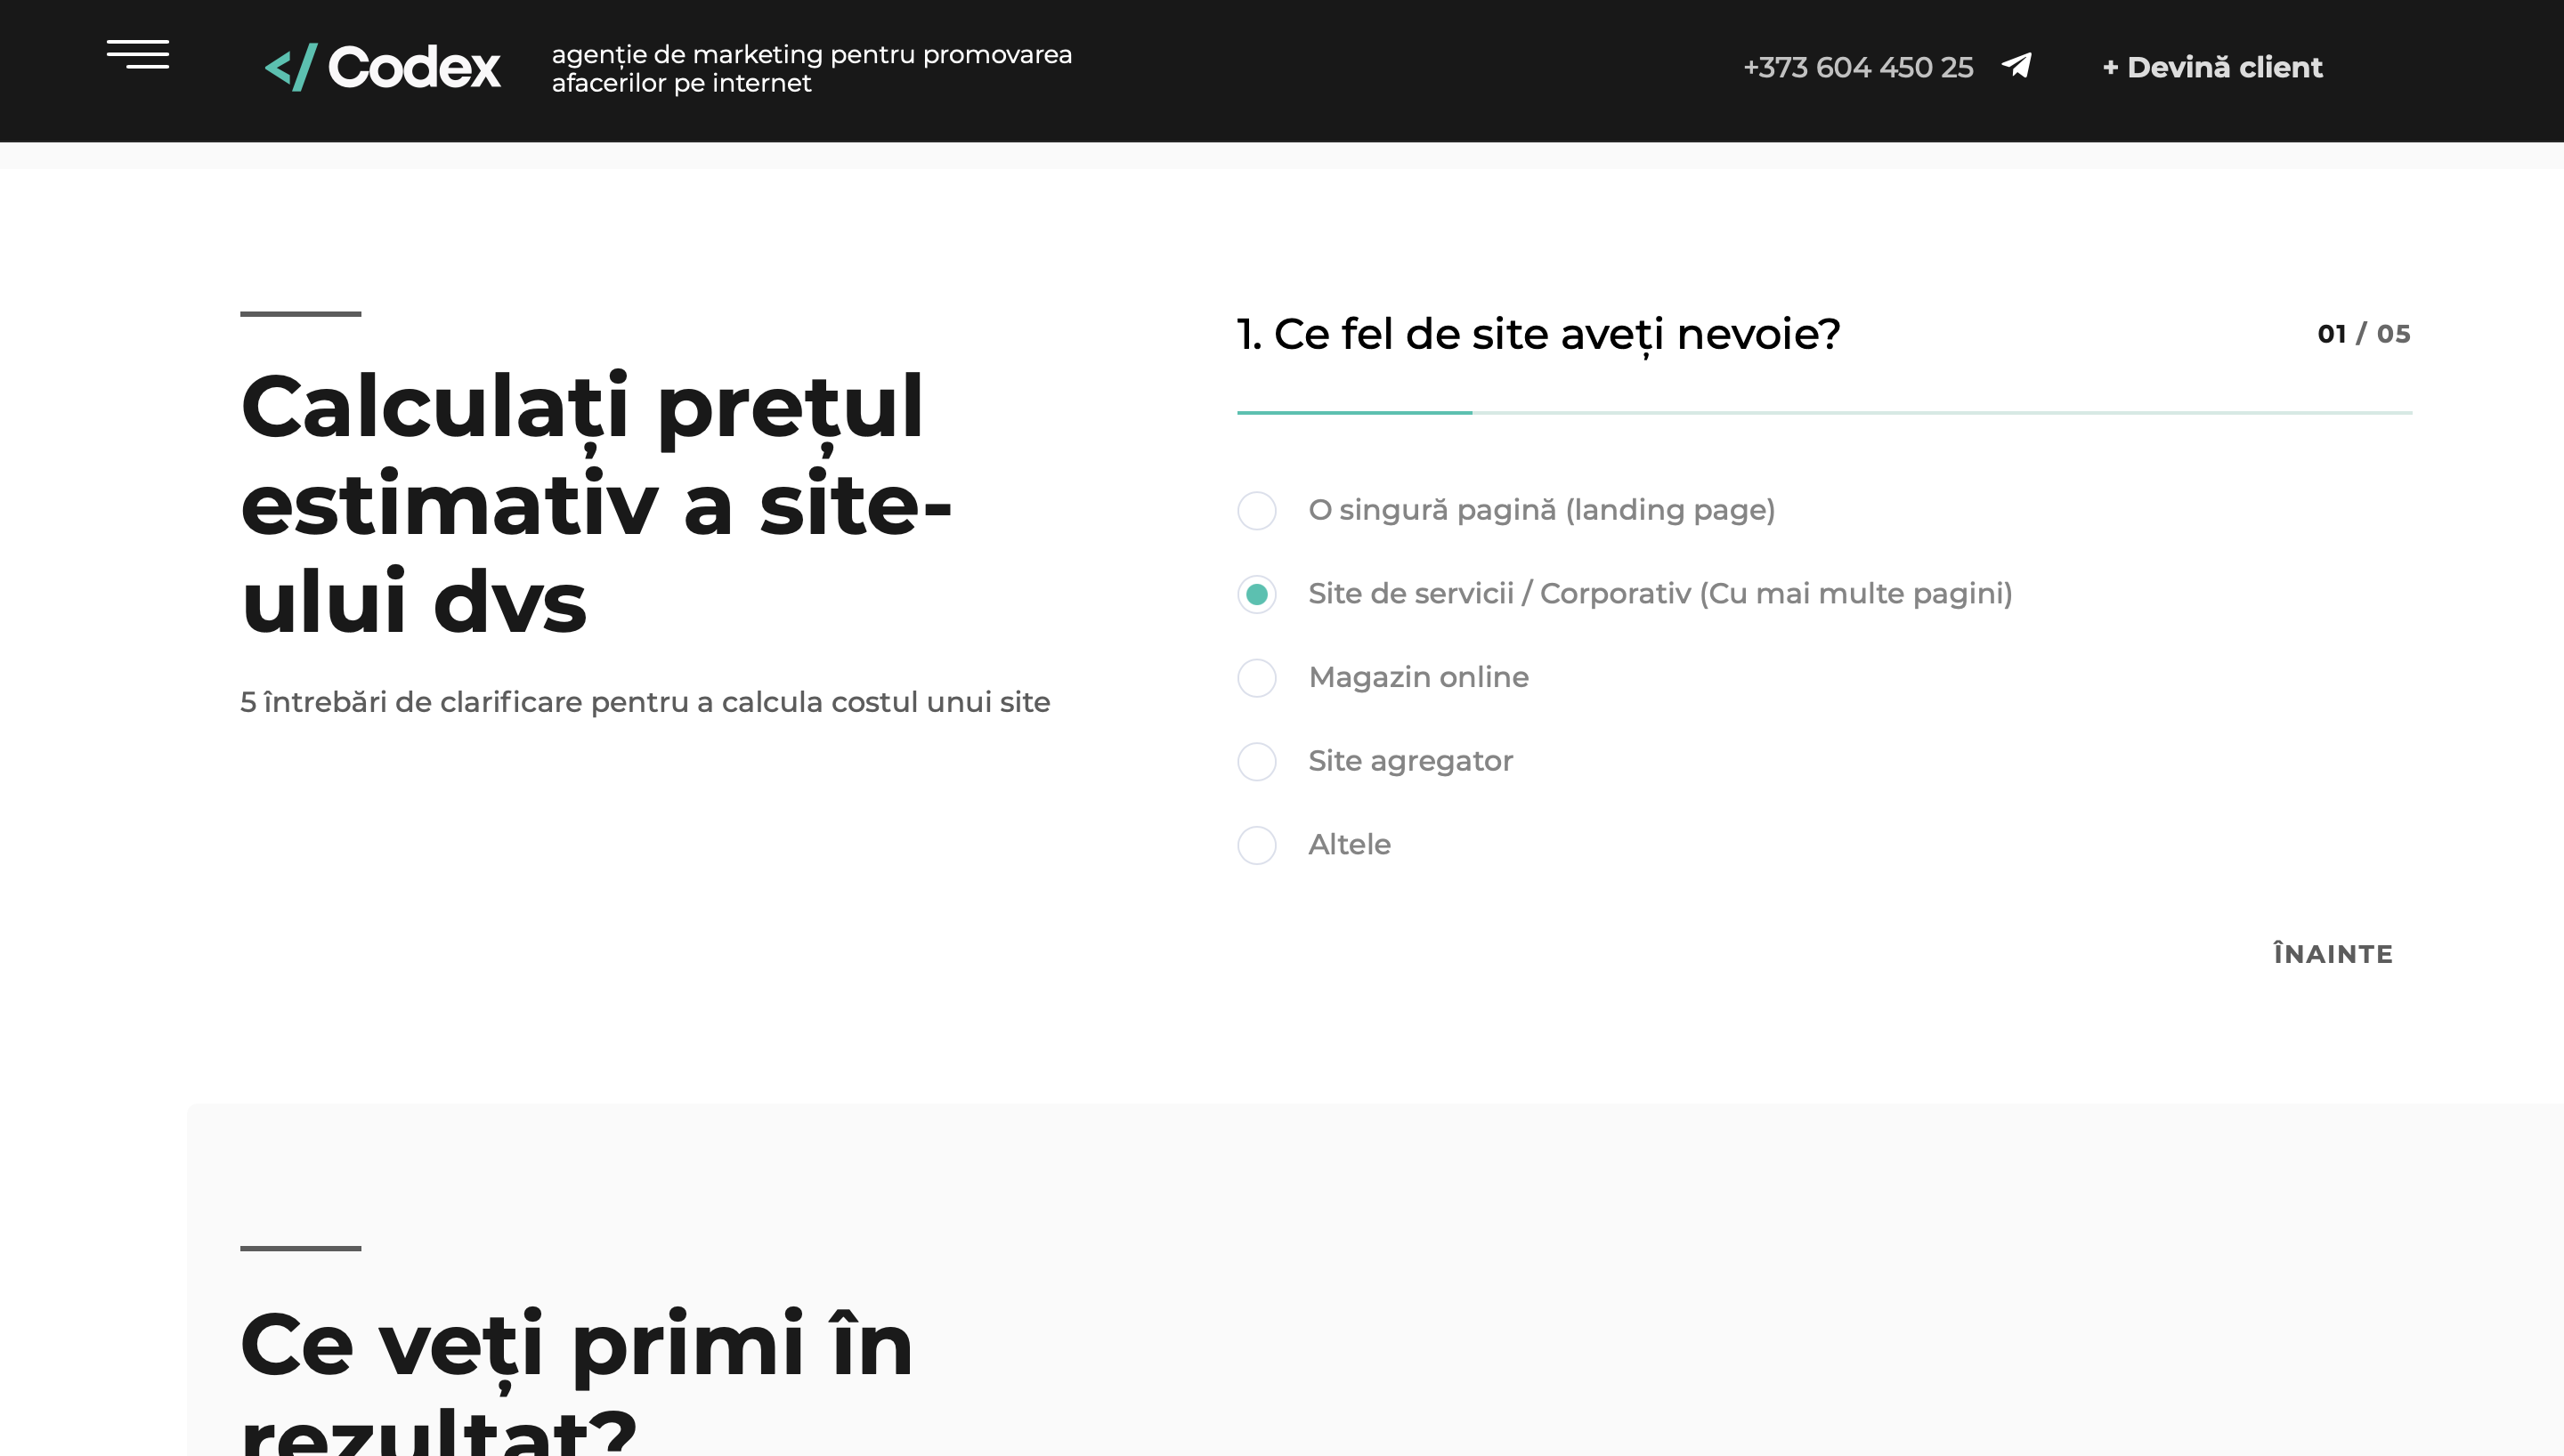 </ Codex
agenție de marketing pentru promovarea
afacerilor pe internet
+373 604 450 25
+ Devină client
Calculați prețul
estimativ a site-
ului dvs
5 întrebări de clarificare pentru a calcula costul unui site
1. Ce fel de site aveți nevoie?
01 / 05
O singură pagină (landing page)
Site de servicii / Corporativ (Cu mai multe pagini)
Magazin online
Site agregator
Altele
ÎNAINTE
Ce veți primi în
rezultat?